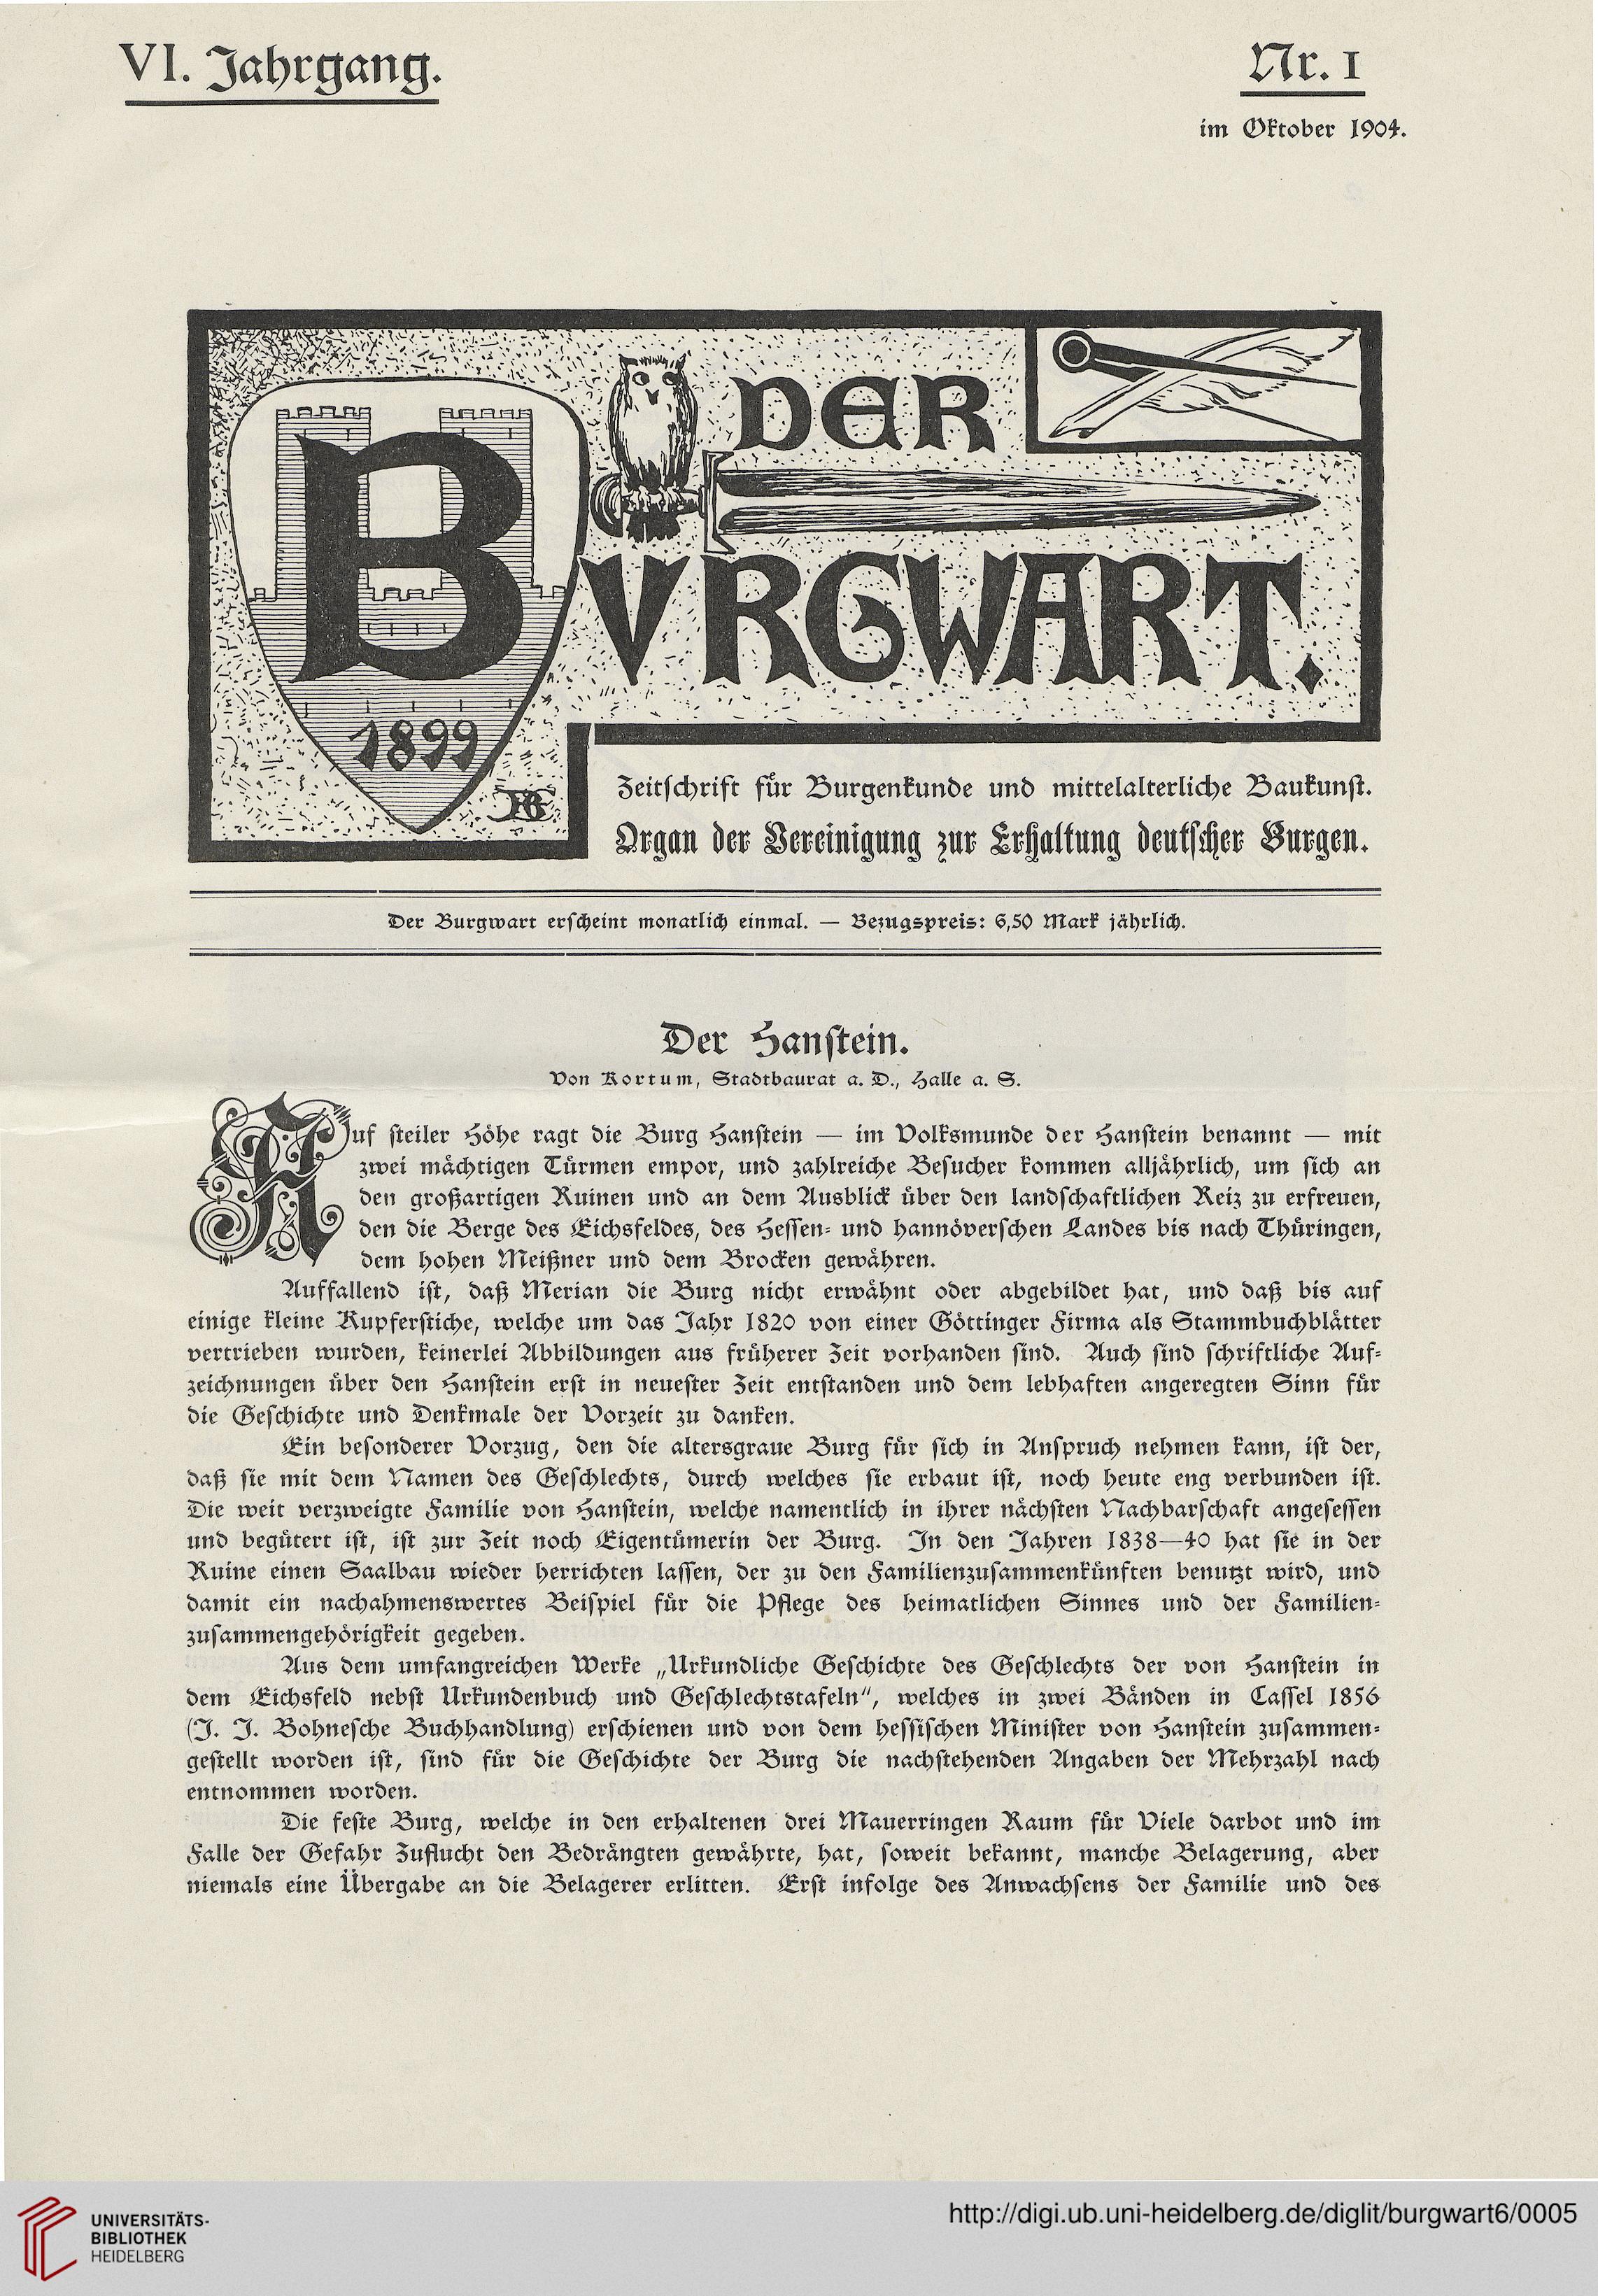 VI. Jahrgang.
Nr. 1
im Oktober 1904.
DER
BVRGWART.
1899
Zeitschrift für Burgenkunde und mittelalterliche Baukunst.
Organ der Vereinigung zur Erhaltung deutscher Burgen.
Der Burgwart erscheint monatlich einmal. — Bezugspreis: 6,50 Mark jährlich.
Der Hanstein.
Von Kortum, Stadtbaurat a. D., Halle a. S.
Auf steiler Höhe ragt die Burg Hanstein — im Volksmunde der Hanstein benannt — mit
zwei mächtigen Türmen empor, und zahlreiche Besucher kommen alljährlich, um sich an
den großartigen Ruinen und an dem Ausblick über den landschaftlichen Reiz zu erfreuen,
den die Berge des Eichsfeldes, des Hessen- und hannöverschen Landes bis nach Thüringen,
dem hohen Meißner und dem Brocken gewähren.
Auffallend ist, daß Merian die Burg nicht erwähnt oder abgebildet hat, und daß bis auf
einige kleine Kupferstiche, welche um das Jahr 1820 von einer Göttinger Firma als Stammbuchblätter
vertrieben wurden, keinerlei Abbildungen aus früherer Zeit vorhanden sind. Auch sind schriftliche Auf-
zeichnungen über den Hanstein erst in neuester Zeit entstanden und dem lebhaften angeregten Sinn für
die Geschichte und Denkmale der Vorzeit zu danken.
Ein besonderer Vorzug, den die altersgraue Burg für sich in Anspruch nehmen kann, ist der,
daß sie mit dem Namen des Geschlechts, durch welches sie erbaut ist, noch heute eng verbunden ist.
Die weit verzweigte Familie von Hanstein, welche namentlich in ihrer nächsten Nachbarschaft angesessen
und begütert ist, ist zur Zeit noch Eigentümerin der Burg. In den Jahren 1838—40 hat sie in der
Ruine einen Saalbau wieder herrichten lassen, der zu den Familienzusammenkünften benutzt wird, und
damit ein nachahmenswertes Beispiel für die Pflege des heimatlichen Sinnes und der Familien-
zusammengehörigkeit gegeben.
Aus dem umfangreichen Werke „Urkundliche Geschichte des Geschlechts der von Hanstein in
dem Eichsfeld nebst Urkundenbuch und Geschlechtstafeln", welches in zwei Bänden in Cassel 1856
(J. J. Bohnesche Buchhandlung) erschienen und von dem hessischen Minister von Hanstein zusammen-
gestellt worden ist, sind für die Geschichte der Burg die nachstehenden Angaben der Mehrzahl nach
entnommen worden.
Die feste Burg, welche in den erhaltenen drei Mauerringen Raum für Viele darbot und im
Falle der Gefahr Zuflucht den Bedrängten gewährte, hat, soweit bekannt, manche Belagerung, aber
niemals eine Übergabe an die Belagerer erlitten. Erst infolge des Anwachsens der Familie und des
UNIVERSITÄTS-
BIBLIOTHEK
HEIDELBERG
http://digi.ub.uni-heidelberg.de/diglit/burgwart6/0005